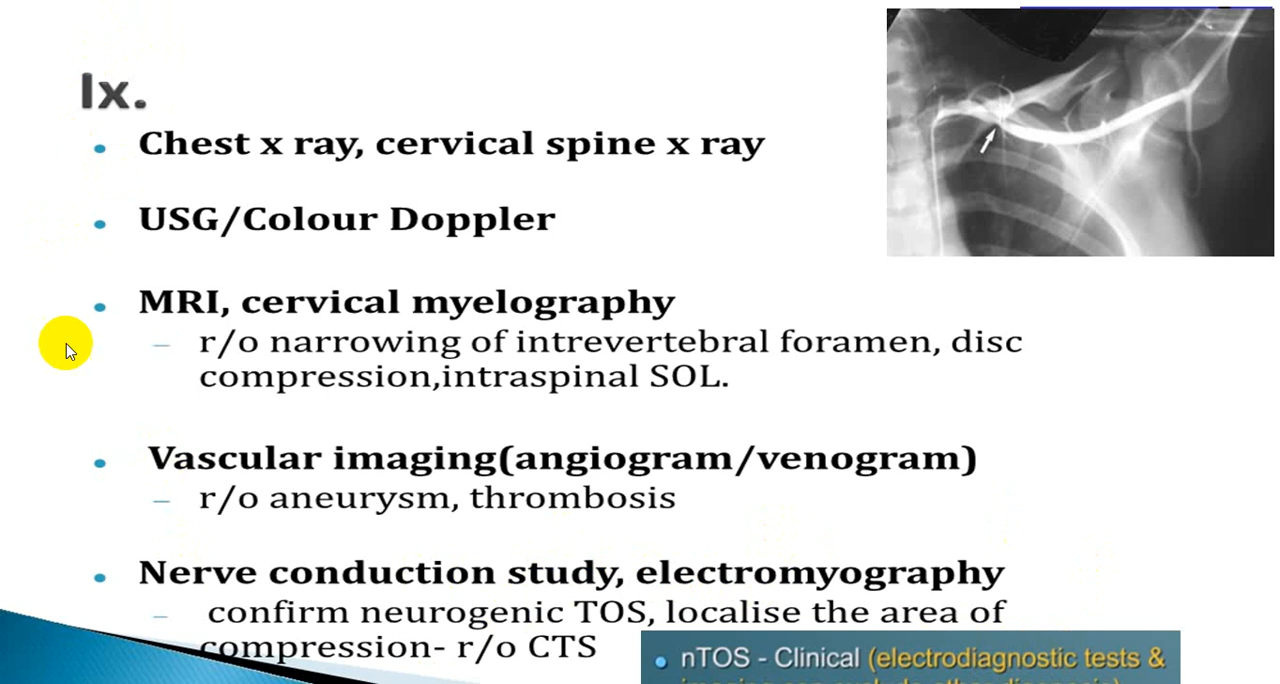 Ix.
• Chest x ray, cervical spine x ray
• USG/Colour Doppler
• MRI, cervical myelography
– r/o narrowing of intrevertebral foramen, disc
compression,intraspinal SOL.
• Vascular imaging(angiogram/venogram)
– r/o aneurysm, thrombosis
• Nerve conduction study, electromyography
– confirm neurogenic TOS, localise the area of
compression- r/o CTS
• nTOS - Clinical (electrodiagnostic tests &